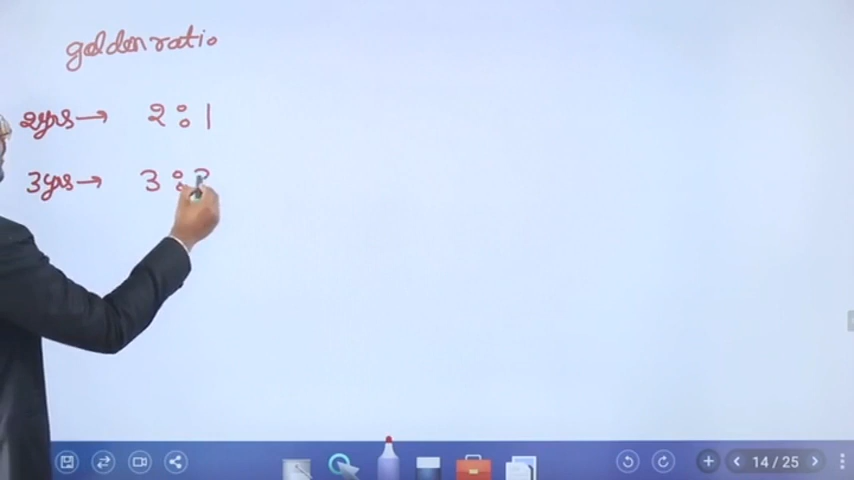 golden ratio
2yrs → 2 : 1
3yrs → 3 :
14 / 25